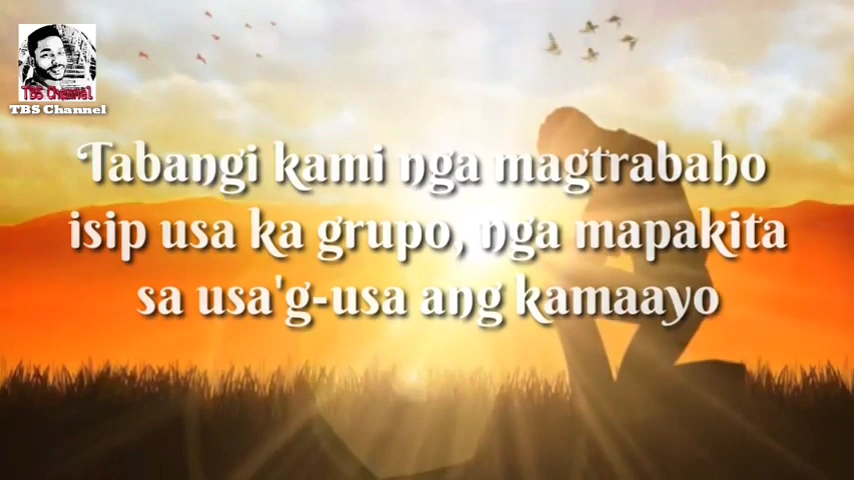 TBS Channel
TBS Channel
Tabangi kami nga magtrabaho
isip usa ka grupo, nga mapakita
sa usa'g-usa ang kamaayo